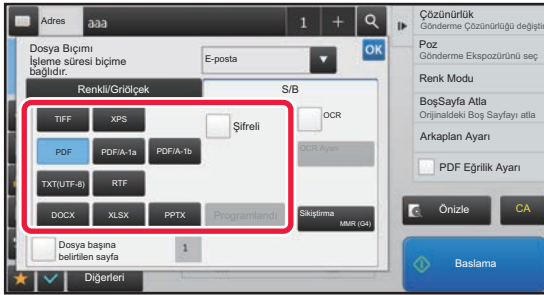 Adres
aaa
1
Dosya Bıçımı
İşleme süresi biçime
bağlıdır.
E-posta
OK
Renkli/Griölçek
S/B
TIFF
XPS
Şifreli
OCR
PDF
PDF/A-1a
PDF/A-1b
OCR Ayarı
TXT(UTF-8)
RTF
DOCX
XLSX
PPTX
Programlandı
Sikiştirma
MMR (G4)
Dosya başına
belirtilen sayfa
1
Diğerleri
Çözünürlük
Gönderme Çözünürlüğü değiştir
Poz
Gönderme Ekspozürünü seç
Renk Modu
BoşSayfa Atla
Orijinaldeki Boş Sayfayı atla
Arkaplan Ayarı
PDF Eğrilik Ayarı
Önizle
CA
Baslama